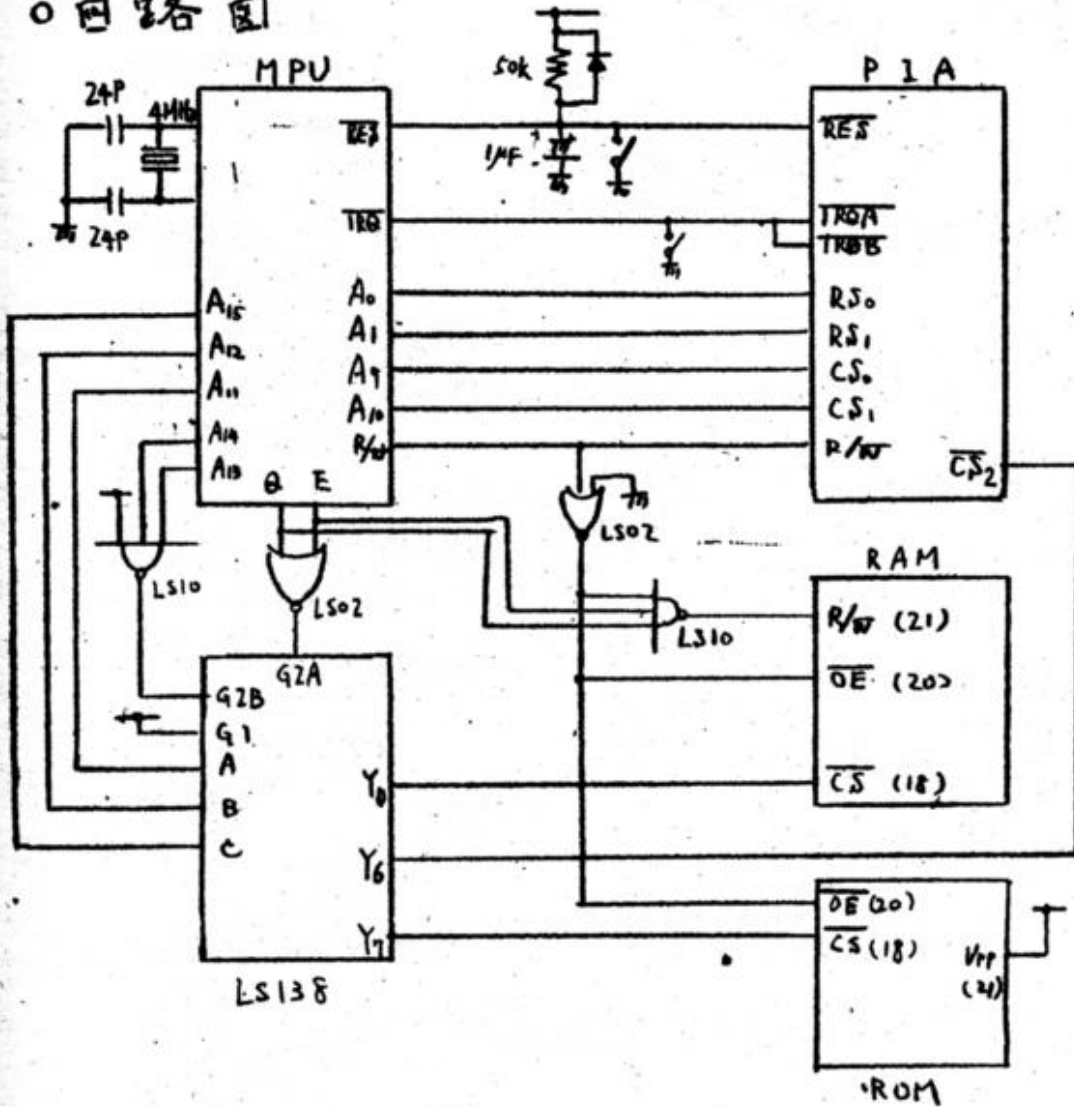 ○ 回路図
MPU
PIA
24P
4MHz
24P
50k
1μF
RES
IRQ
A15
A12
A11
A14
A13
A0
A1
A9
A10
R/W
Q E
RES
IRQA
IRQB
RS0
RS1
CS0
CS1
R/W
CS2
LS10
LS02
LS02
LS10
RAM
R/W (21)
OE (20)
CS (18)
G2A
G2B
G1
A
B
C
Y6
Y7
LS138
OE (20)
CS (18)
VPP
(21)
ROM